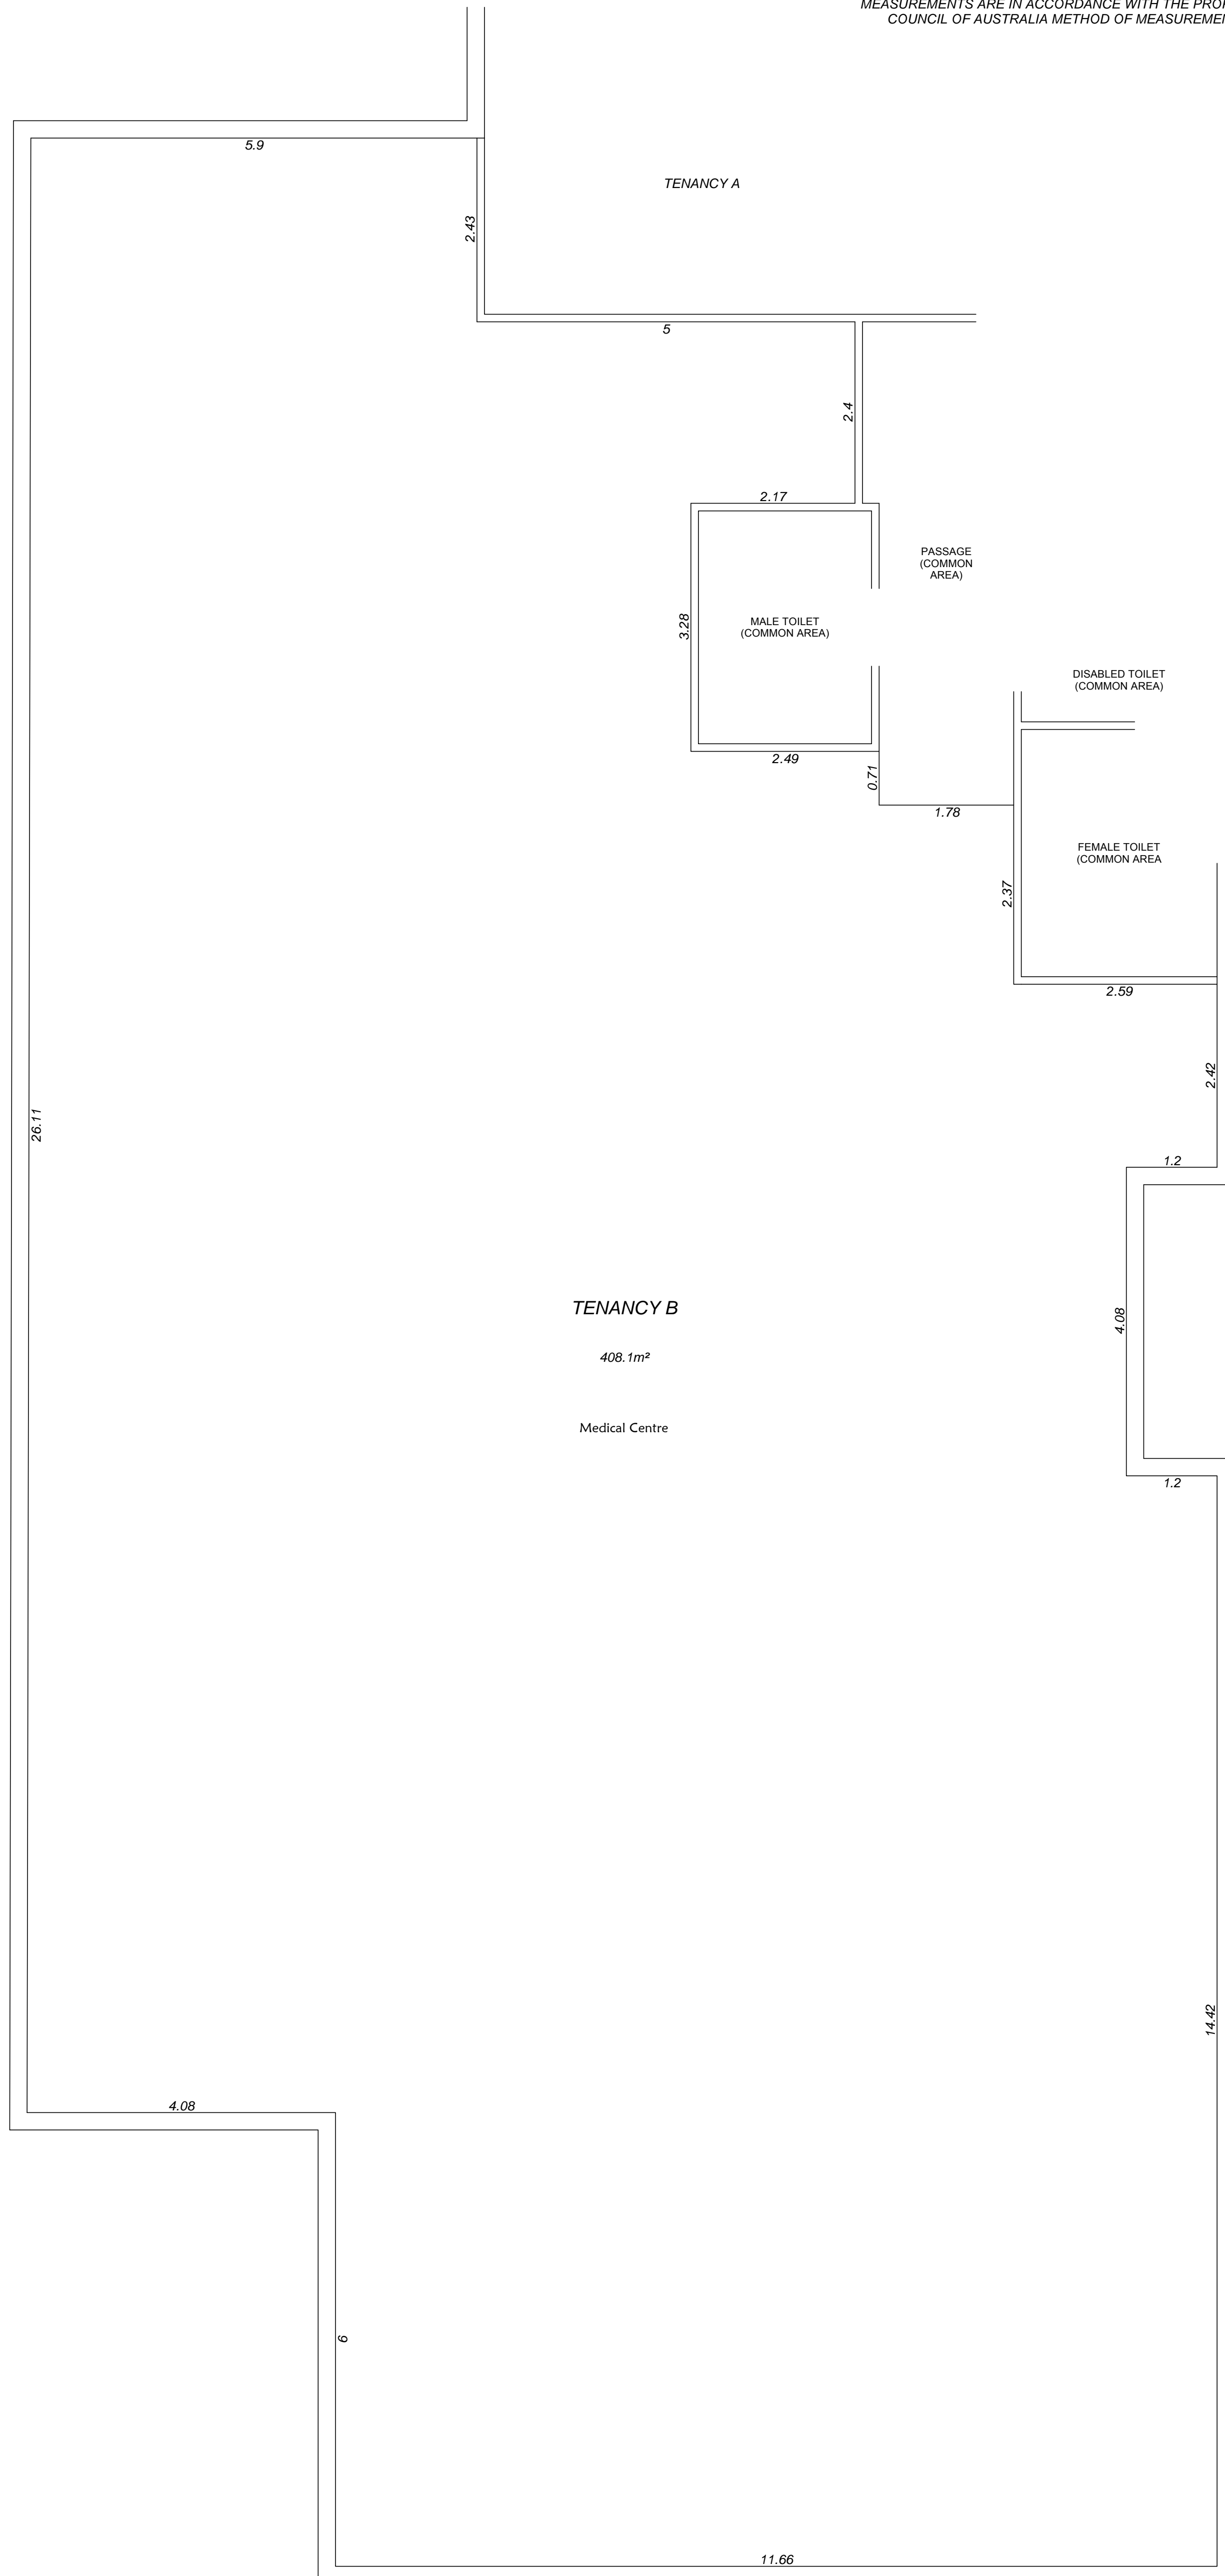 MEASUREMENTS ARE IN ACCORDANCE WITH THE
COUNCIL OF AUSTRALIA METHOD OF
5.9
TENANCY A
2.43
5
2.4
2.17
PASSAGE
(COMMON
AREA)
MALE TOILET
(COMMON AREA)
3.28
DISABLED TOILET
(COMMON AREA)
2.49
0.71
1.78
FEMALE TOILET
(COMMON AREA
2.37
2.59
2.42
26.11
1.2
TENANCY B
4.08
408.1m²
Medical Centre
1.2
14.42
4.08
6
11.66